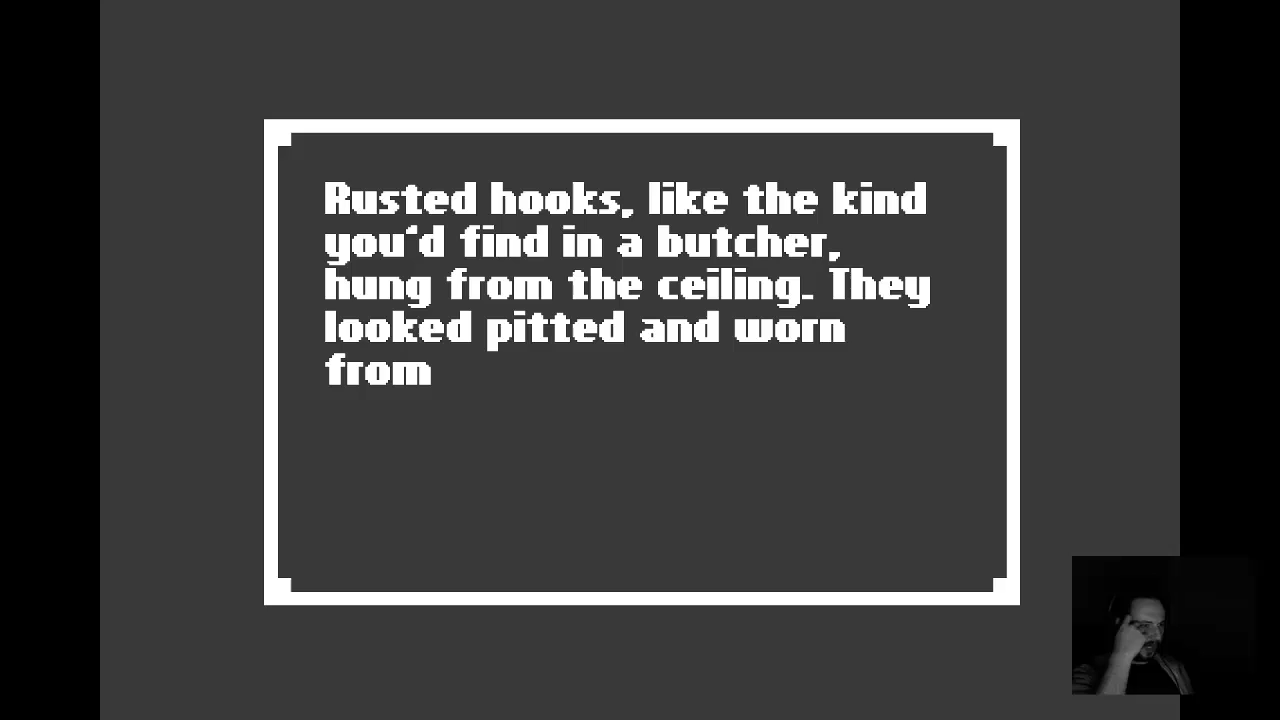 Rusted hooks, like the kind
you'd find in a butcher,
hung from the ceiling. They
looked pitted and worn
from